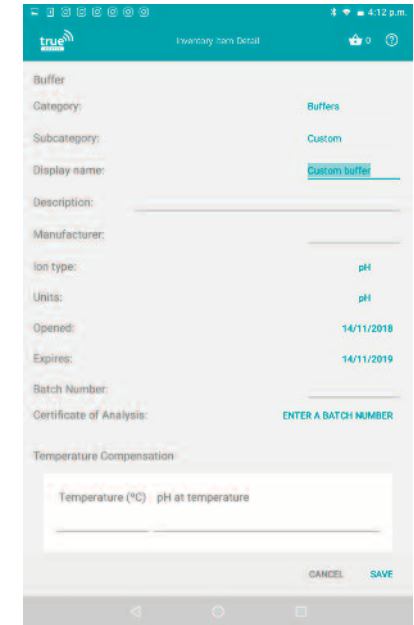 4:12 p.m.
true
Inventory Item Detail
0
Buffer
Category: Buffers
Subcategory: Custom
Display name: Custom buffer
Description:
Manufacturer:
Ion type: pH
Units: pH
Opened: 14/11/2018
Expires: 14/11/2019
Batch Number:
Certificate of Analysis: ENTER A BATCH NUMBER
Temperature Compensation
Temperature (ºC) pH at temperature
CANCEL SAVE